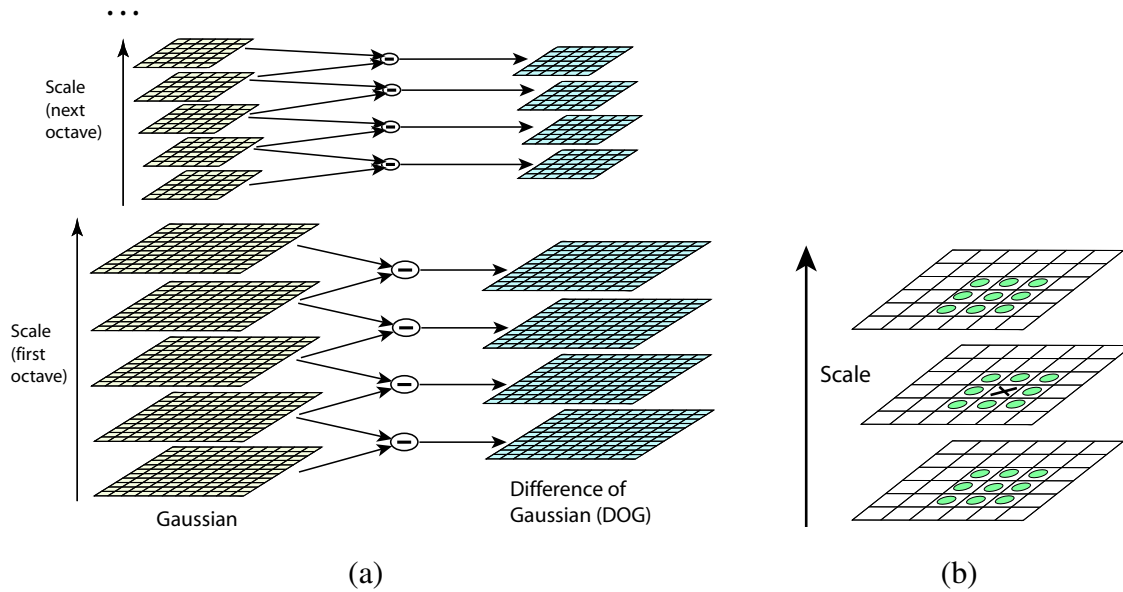 ...
Scale
(next
octave)
Scale
(first
octave)
Gaussian
Difference of
Gaussian (DOG)
(a)
Scale
(b)